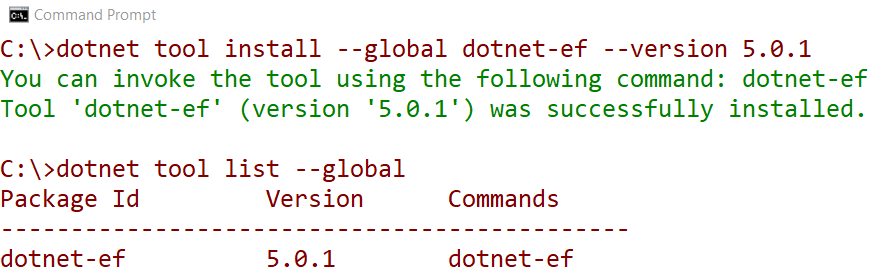 Command Prompt
C:\>dotnet tool install --global dotnet-ef --version 5.0.1
You can invoke the tool using the following command: dotnet-ef
Tool 'dotnet-ef' (version '5.0.1') was successfully installed.
C:\>dotnet tool list --global
Package Id         Version      Commands
---------------------------------------------
dotnet-ef          5.0.1        dotnet-ef